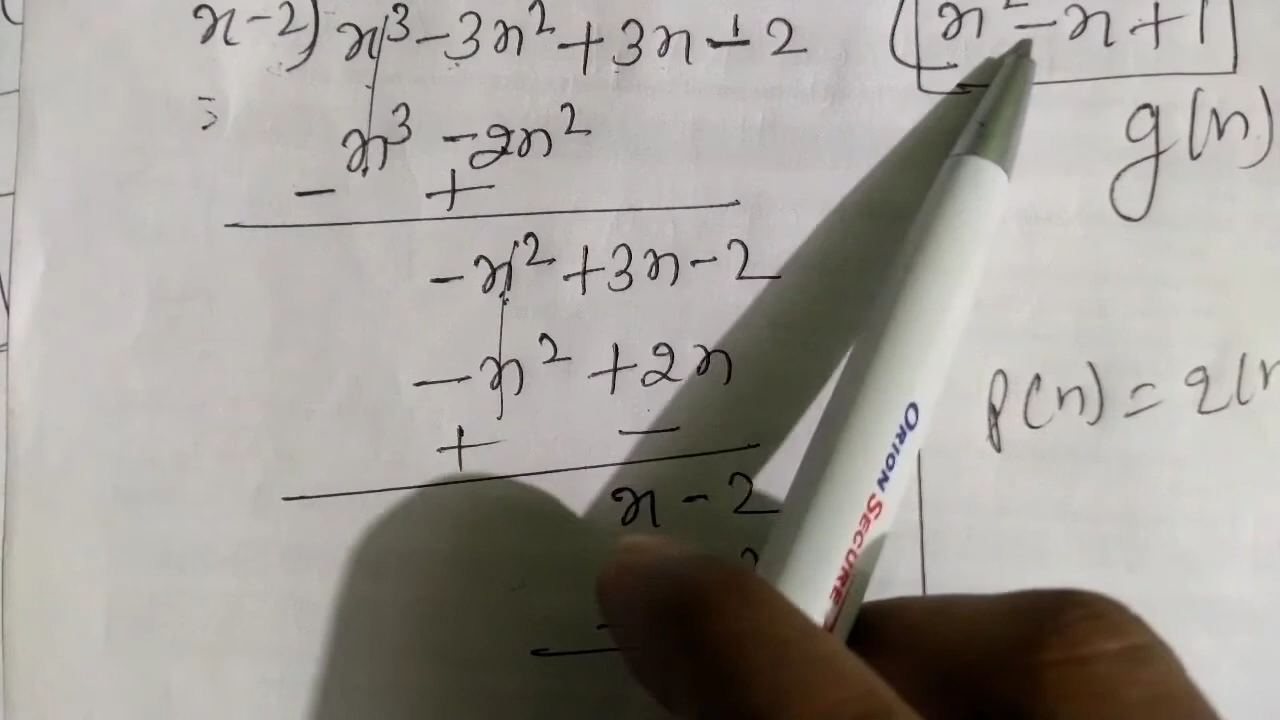 x-2) x³-3x²+3x-2 ( x²-x+1
g(x)
x³ -2x²
- +
-x²+3x-2
-x² +2x
+ -
x-2
p(x) = q(x
ORION SECURE